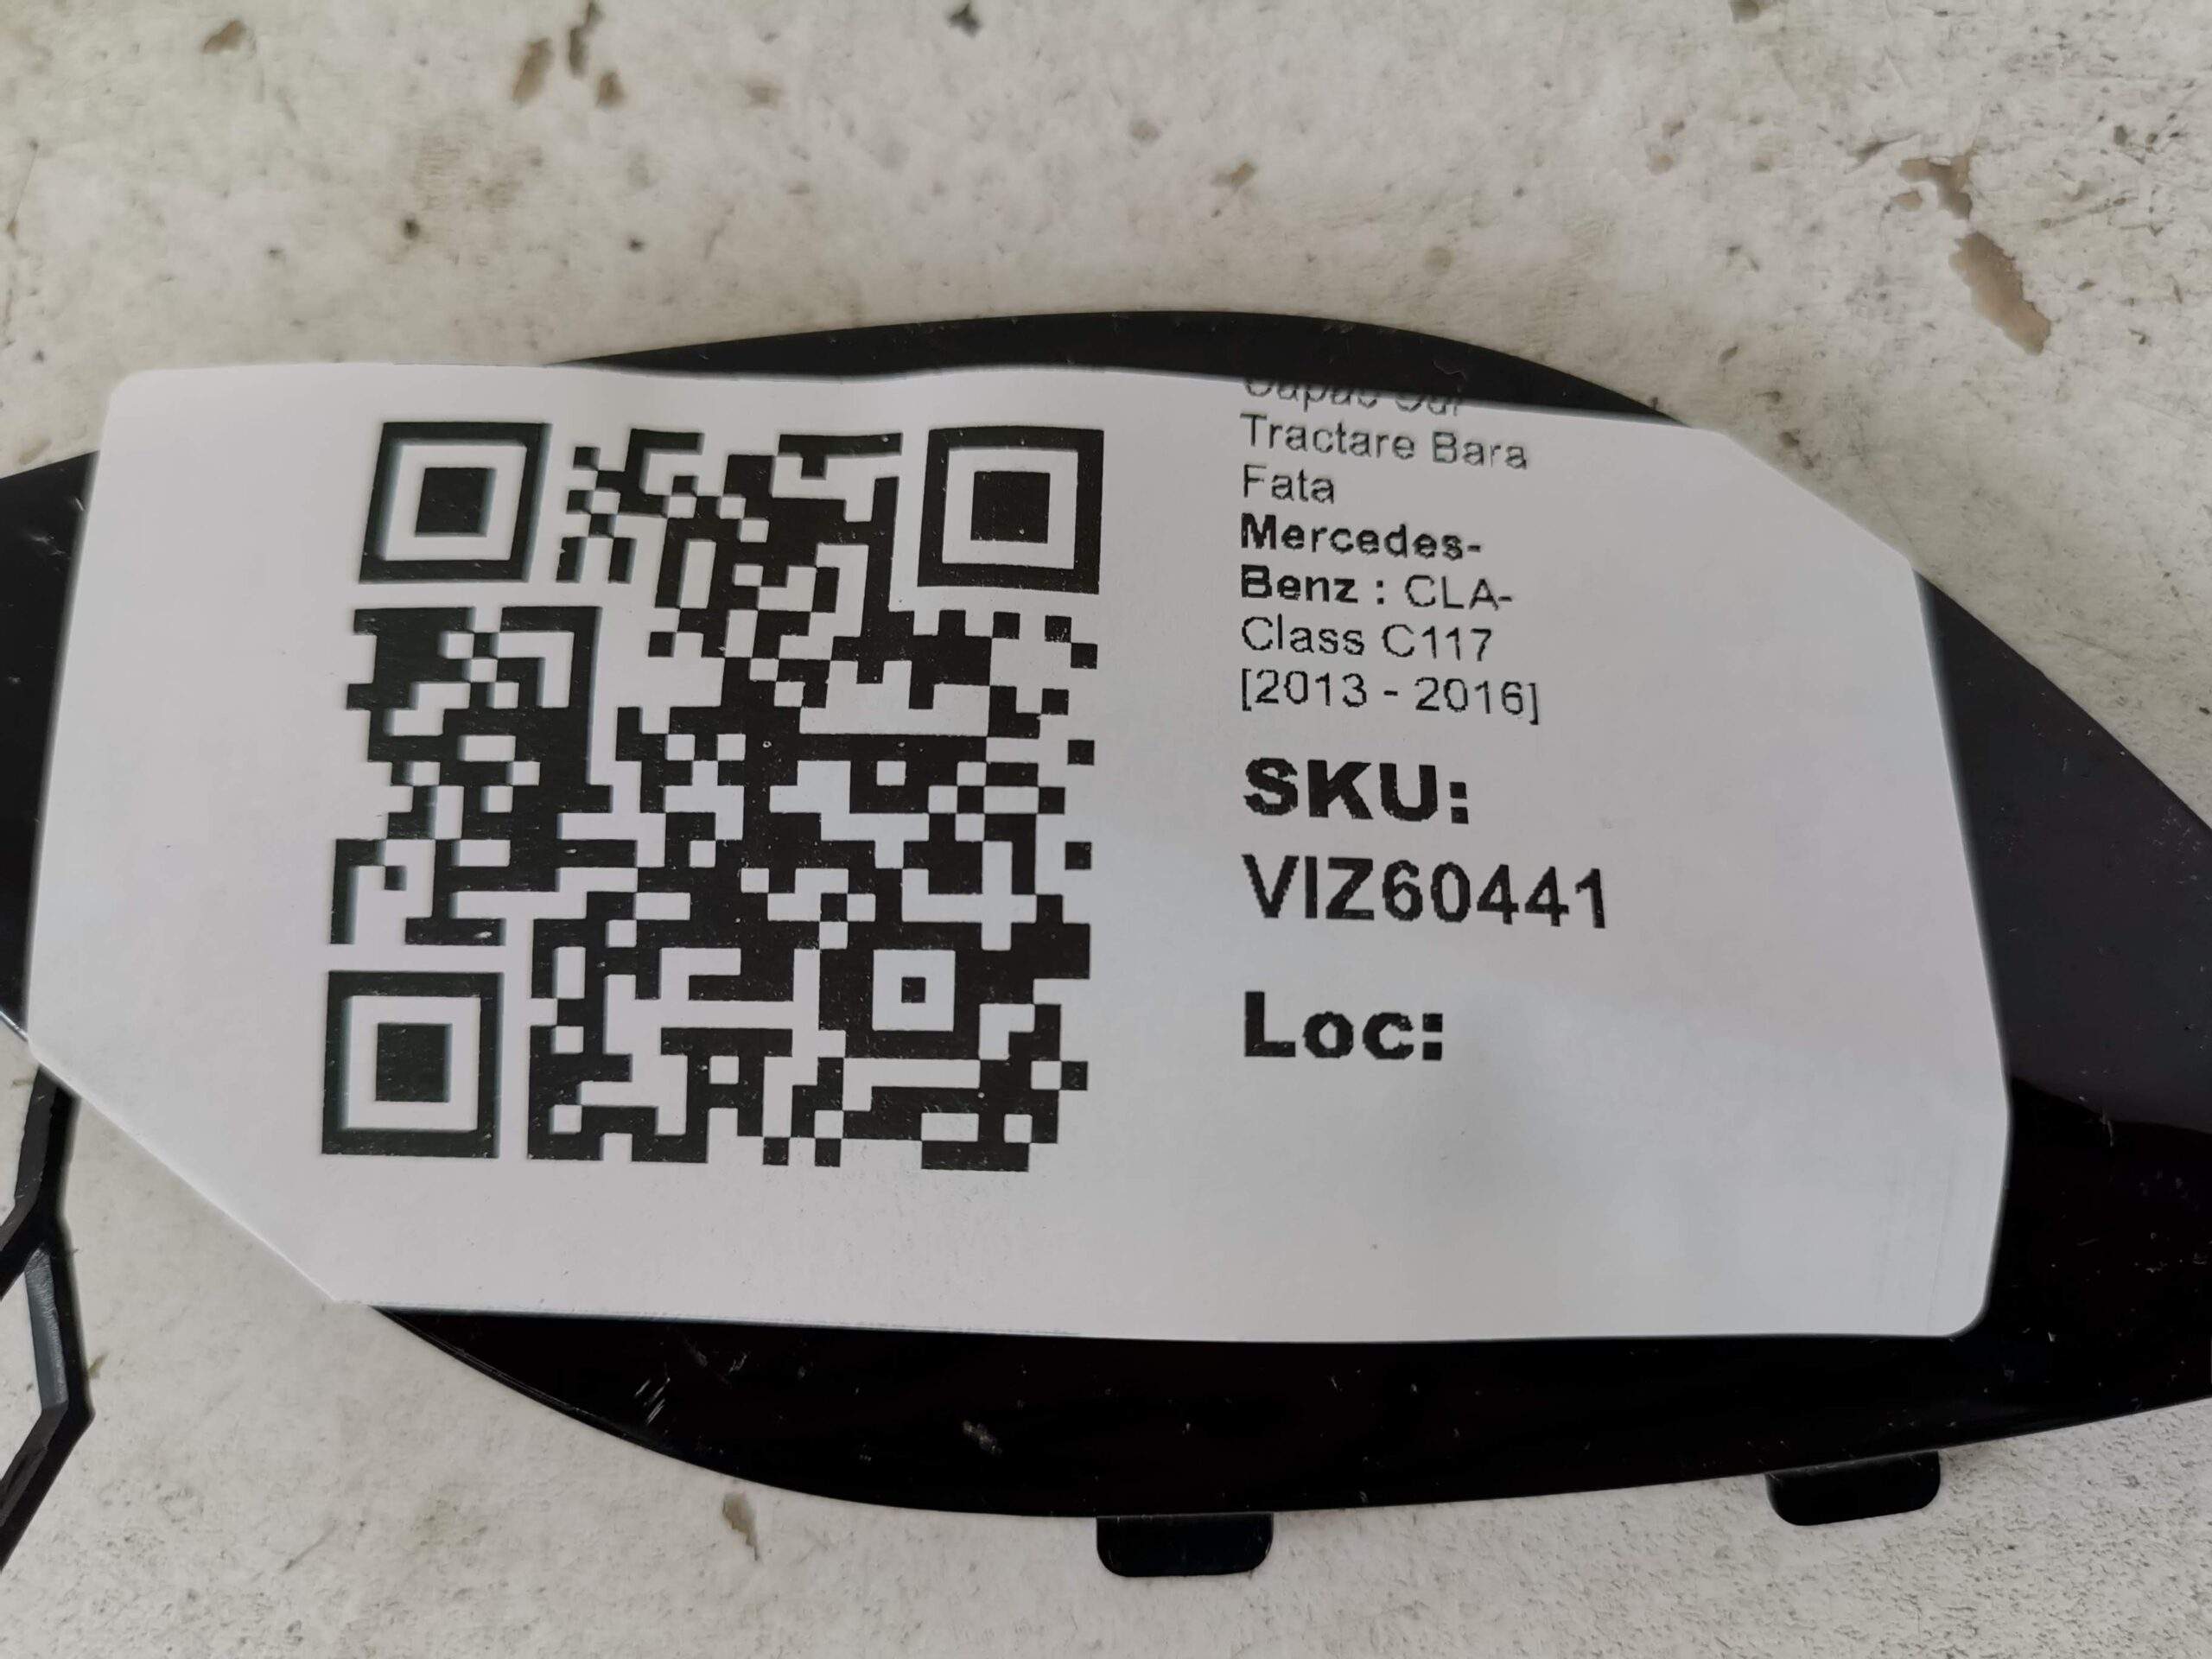 Tractare Bara
Fata
Mercedes-
Benz : CLA-
Class C117
[2013 - 2016]
SKU:
VIZ60441
Loc: